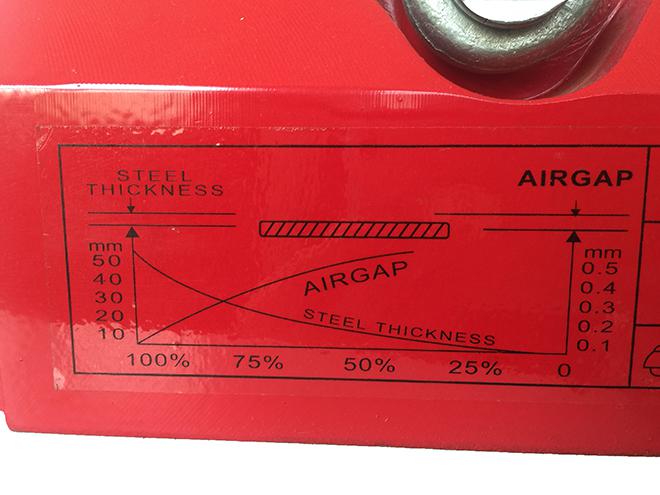 STEEL
THICKNESS
AIRGAP
mm
50
40
30
20
10
AIRGAP
STEEL THICKNESS
mm
0.5
0.4
0.3
0.2
0.1
100% 75% 50% 25% 0